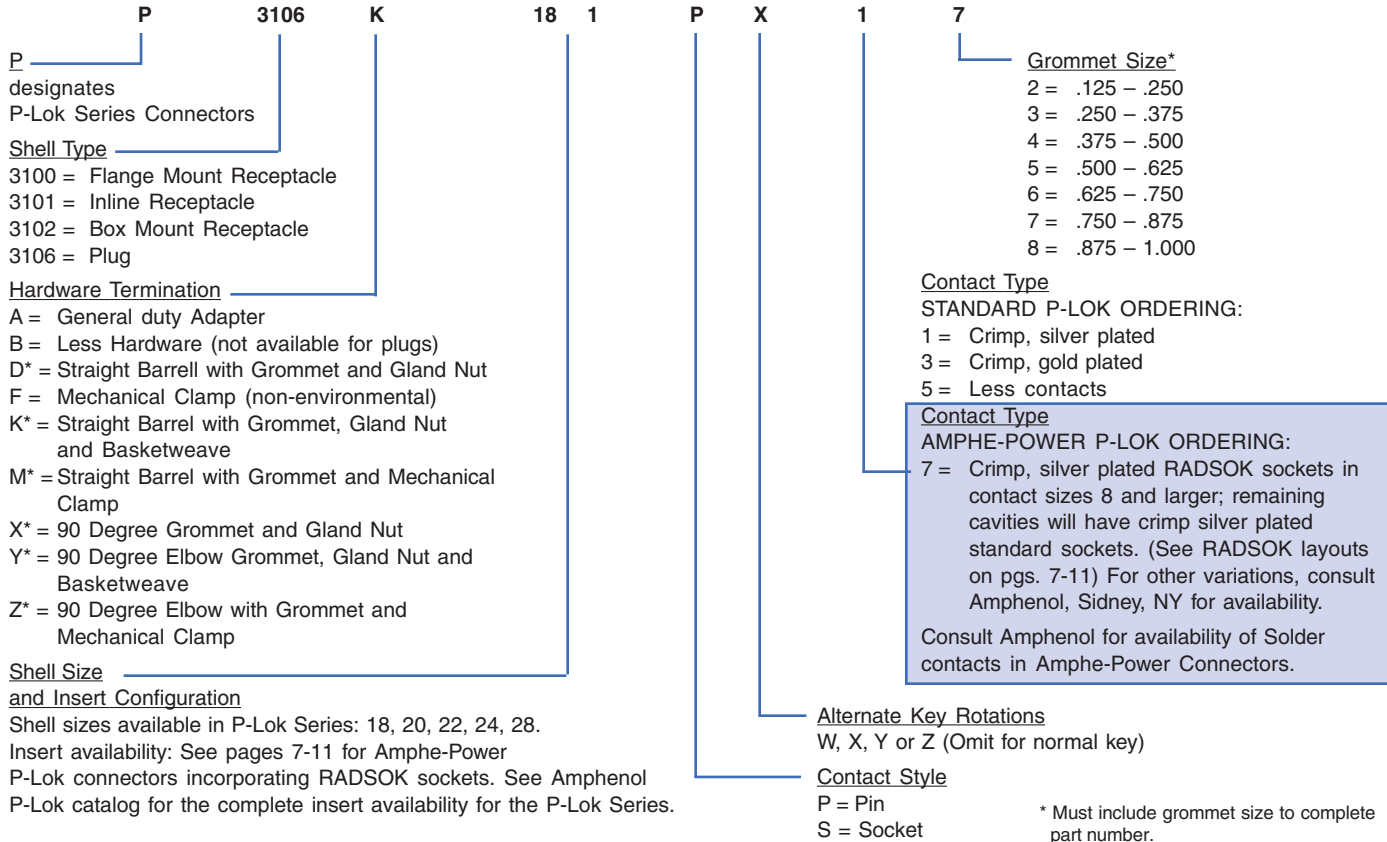 P 3106 K 18 1 P X 1 7
P
designates
P-Lok Series Connectors
Shell Type
3100 = Flange Mount Receptacle
3101 = Inline Receptacle
3102 = Box Mount Receptacle
3106 = Plug
Hardware Termination
A = General duty Adapter
B = Less Hardware (not available for plugs)
D* = Straight Barrell with Grommet and Gland Nut
F = Mechanical Clamp (non-environmental)
K* = Straight Barrel with Grommet, Gland Nut
and Basketweave
M* = Straight Barrel with Grommet and Mechanical
Clamp
X* = 90 Degree Grommet and Gland Nut
Y* = 90 Degree Elbow Grommet, Gland Nut and
Basketweave
Z* = 90 Degree Elbow with Grommet and
Mechanical Clamp
Shell Size
and Insert Configuration
Shell sizes available in P-Lok Series: 18, 20, 22, 24, 28.
Insert availability: See pages 7-11 for Amphe-Power
P-Lok connectors incorporating RADSOK sockets. See Amphenol
P-Lok catalog for the complete insert availability for the P-Lok Series.
Grommet Size*
2 = .125 – .250
3 = .250 – .375
4 = .375 – .500
5 = .500 – .625
6 = .625 – .750
7 = .750 – .875
8 = .875 – 1.000
Contact Type
STANDARD P-LOK ORDERING:
1 = Crimp, silver plated
3 = Crimp, gold plated
5 = Less contacts
Contact Type
AMPHE-POWER P-LOK ORDERING:
7 = Crimp, silver plated RADSOK sockets in
contact sizes 8 and larger; remaining
cavities will have crimp silver plated
standard sockets. (See RADSOK layouts
on pgs. 7-11) For other variations, consult
Amphenol, Sidney, NY for availability.
Consult Amphenol for availability of Solder
contacts in Amphe-Power Connectors.
Alternate Key Rotations
W, X, Y or Z (Omit for normal key)
Contact Style
P = Pin
S = Socket
* Must include grommet size to complete
part number.